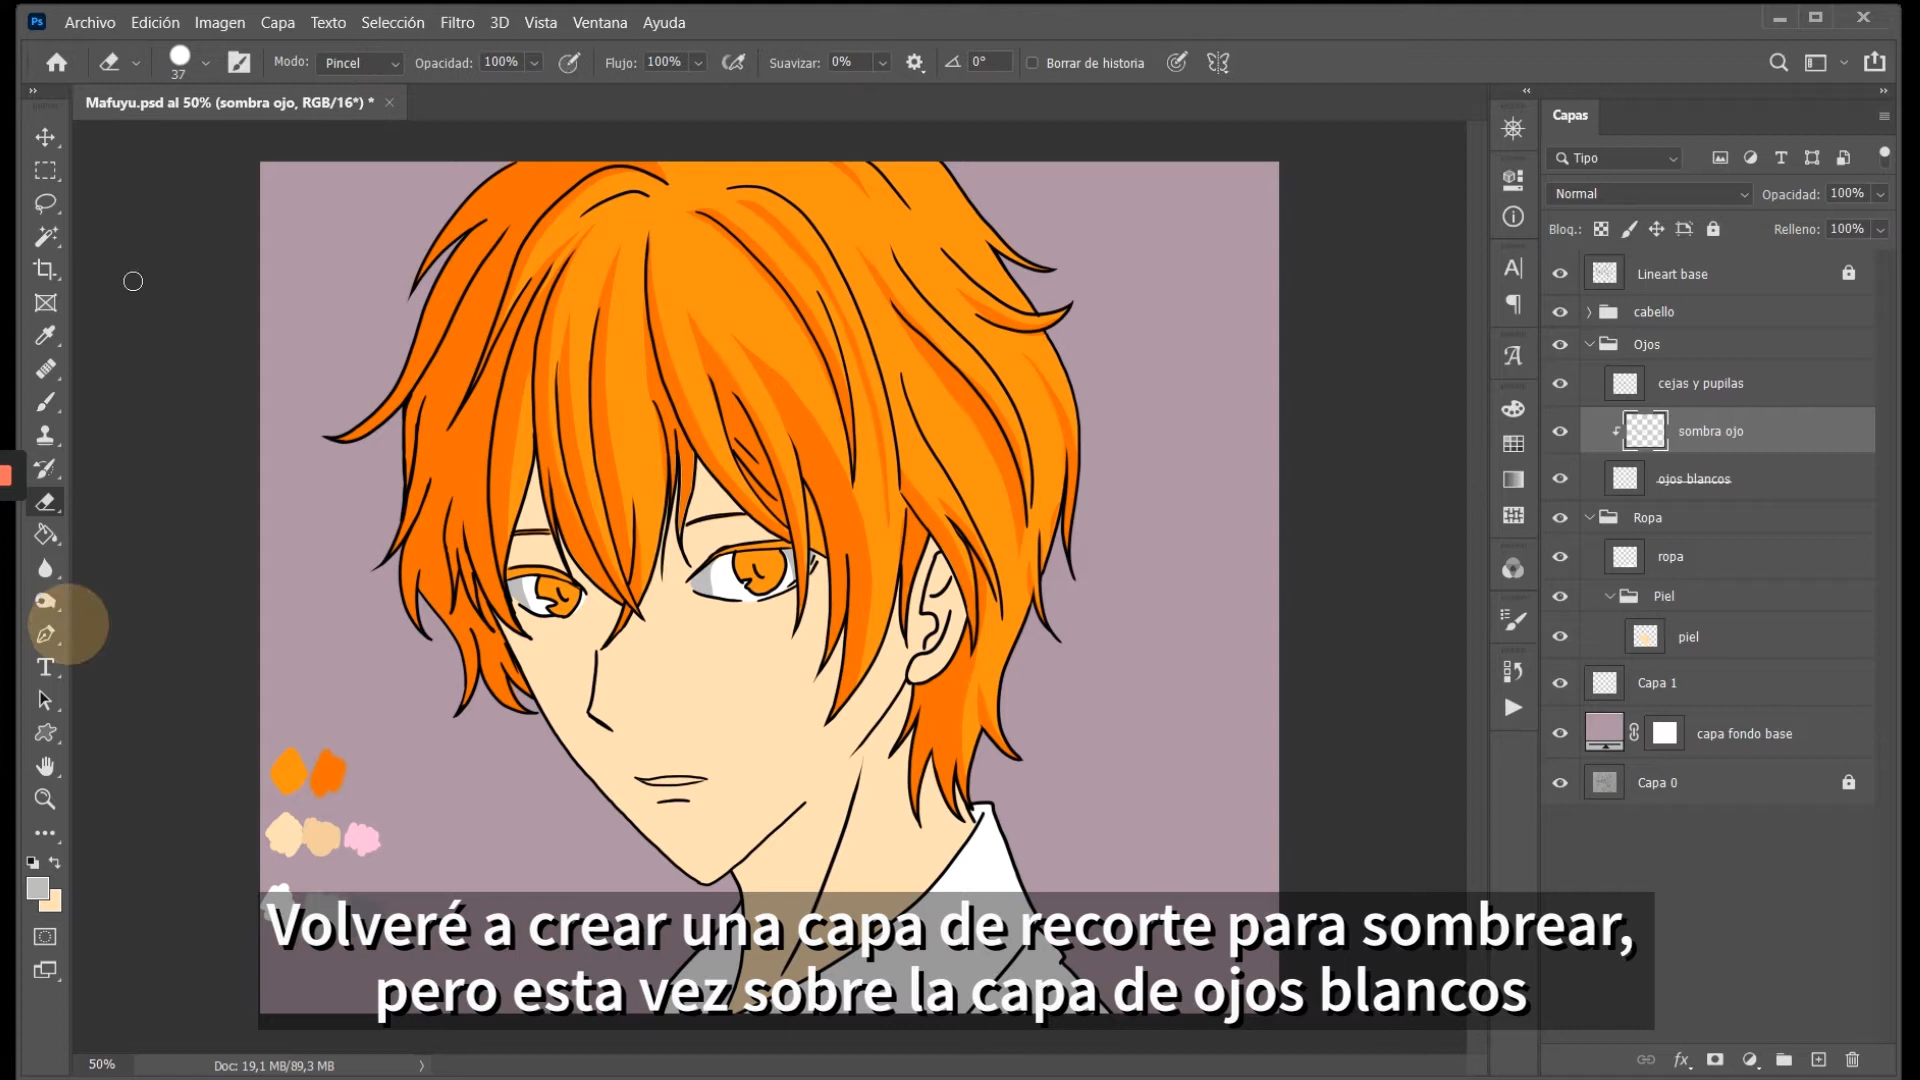 Ps Archivo Edición Imagen Capa Texto Selección Filtro 3D Vista Ventana Ayuda
37 Modo: Pincel Opacidad: 100% Flujo: 100% Suavizar: 0% 0° Borrar de historia
Mafuyu.psd al 50% (sombra ojo, RGB/16*) *
Capas
Tipo
Normal Opacidad: 100%
Bloq.: Relleno: 100%
Lineart base
cabello
Ojos
cejas y pupilas
sombra ojo
ojos blancos
Ropa
ropa
Piel
piel
Capa 1
capa fondo base
Capa 0
Volveré a crear una capa de recorte para sombrear,
pero esta vez sobre la capa de ojos blancos
50% Doc: 19,1 MB/89,3 MB
fx